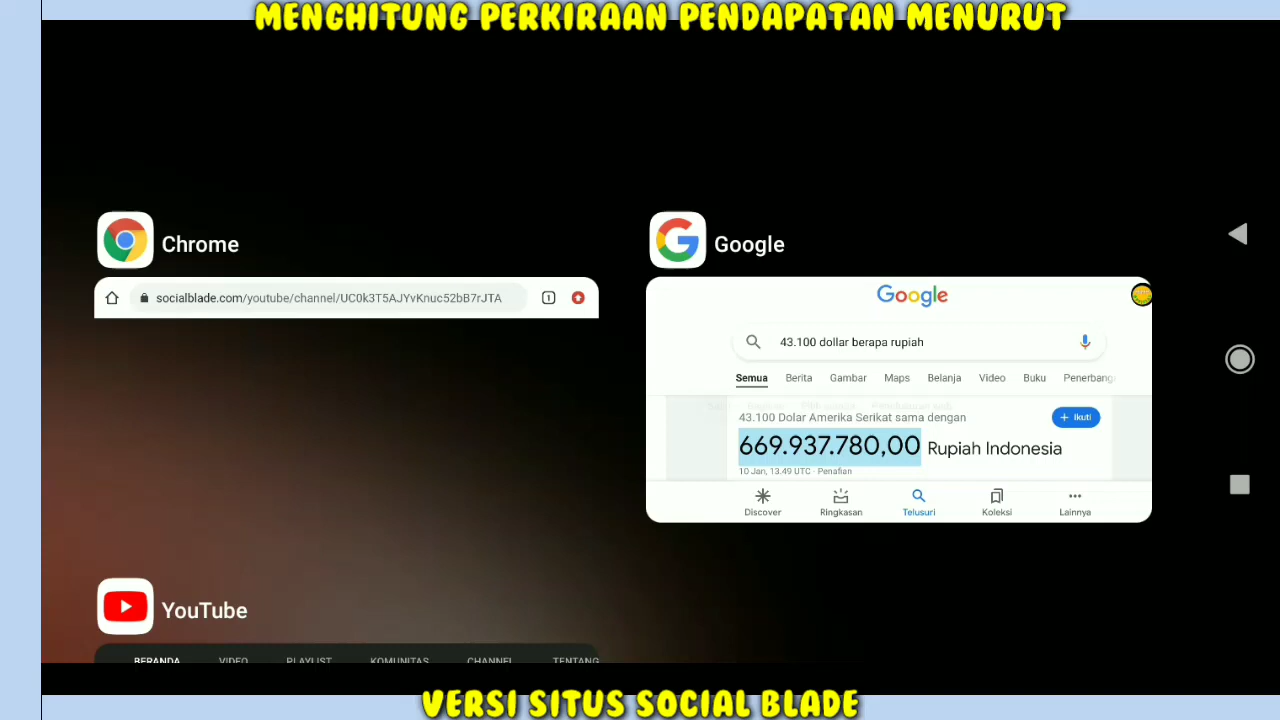 MENGHITUNG PERKIRAAN PENDAPATAN MENURUT
Chrome
socialblade.com/youtube/channel/UC0k3T5AJYvKnuc52bB7rJTA
1
Google
Google
43.100 dollar berapa rupiah
Semua Berita Gambar Maps Belanja Video Buku Penerbang
43.100 Dolar Amerika Serikat sama dengan
+ Ikuti
669.937.780,00 Rupiah Indonesia
10 Jan, 13.49 UTC · Penafian
Discover Ringkasan Telusuri Koleksi Lainnya
YouTube
BERANDA VIDEO PLAYLIST KOMUNITAS CHANNEL TENTANG
VERSI SITUS SOCIAL BLADE